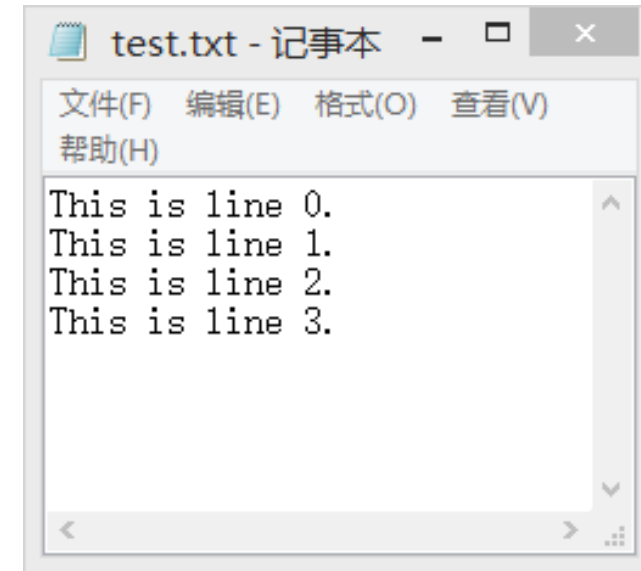 test.txt - 记事本
文件(F) 编辑(E) 格式(O) 查看(V)
帮助(H)
This is line 0.
This is line 1.
This is line 2.
This is line 3.